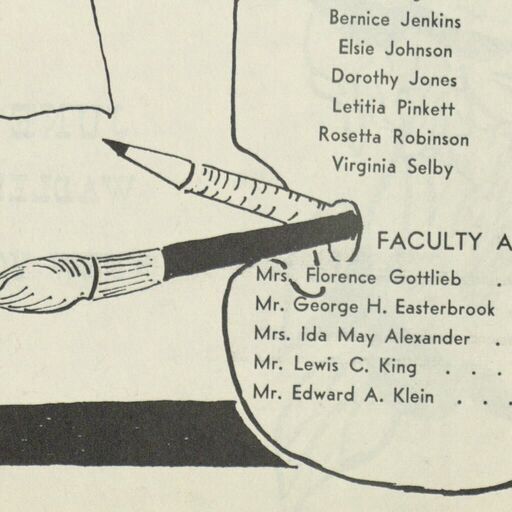 Bernice Jenkins
Elsie Johnson
Dorothy Jones
Letitia Pinkett
Rosetta Robinson
Virginia Selby
FACULTY A
Mrs. Florence Gottlieb .
Mr. George H. Easterbrook
Mrs. Ida May Alexander .
Mr. Lewis C. King . . .
Mr. Edward A. Klein . . .